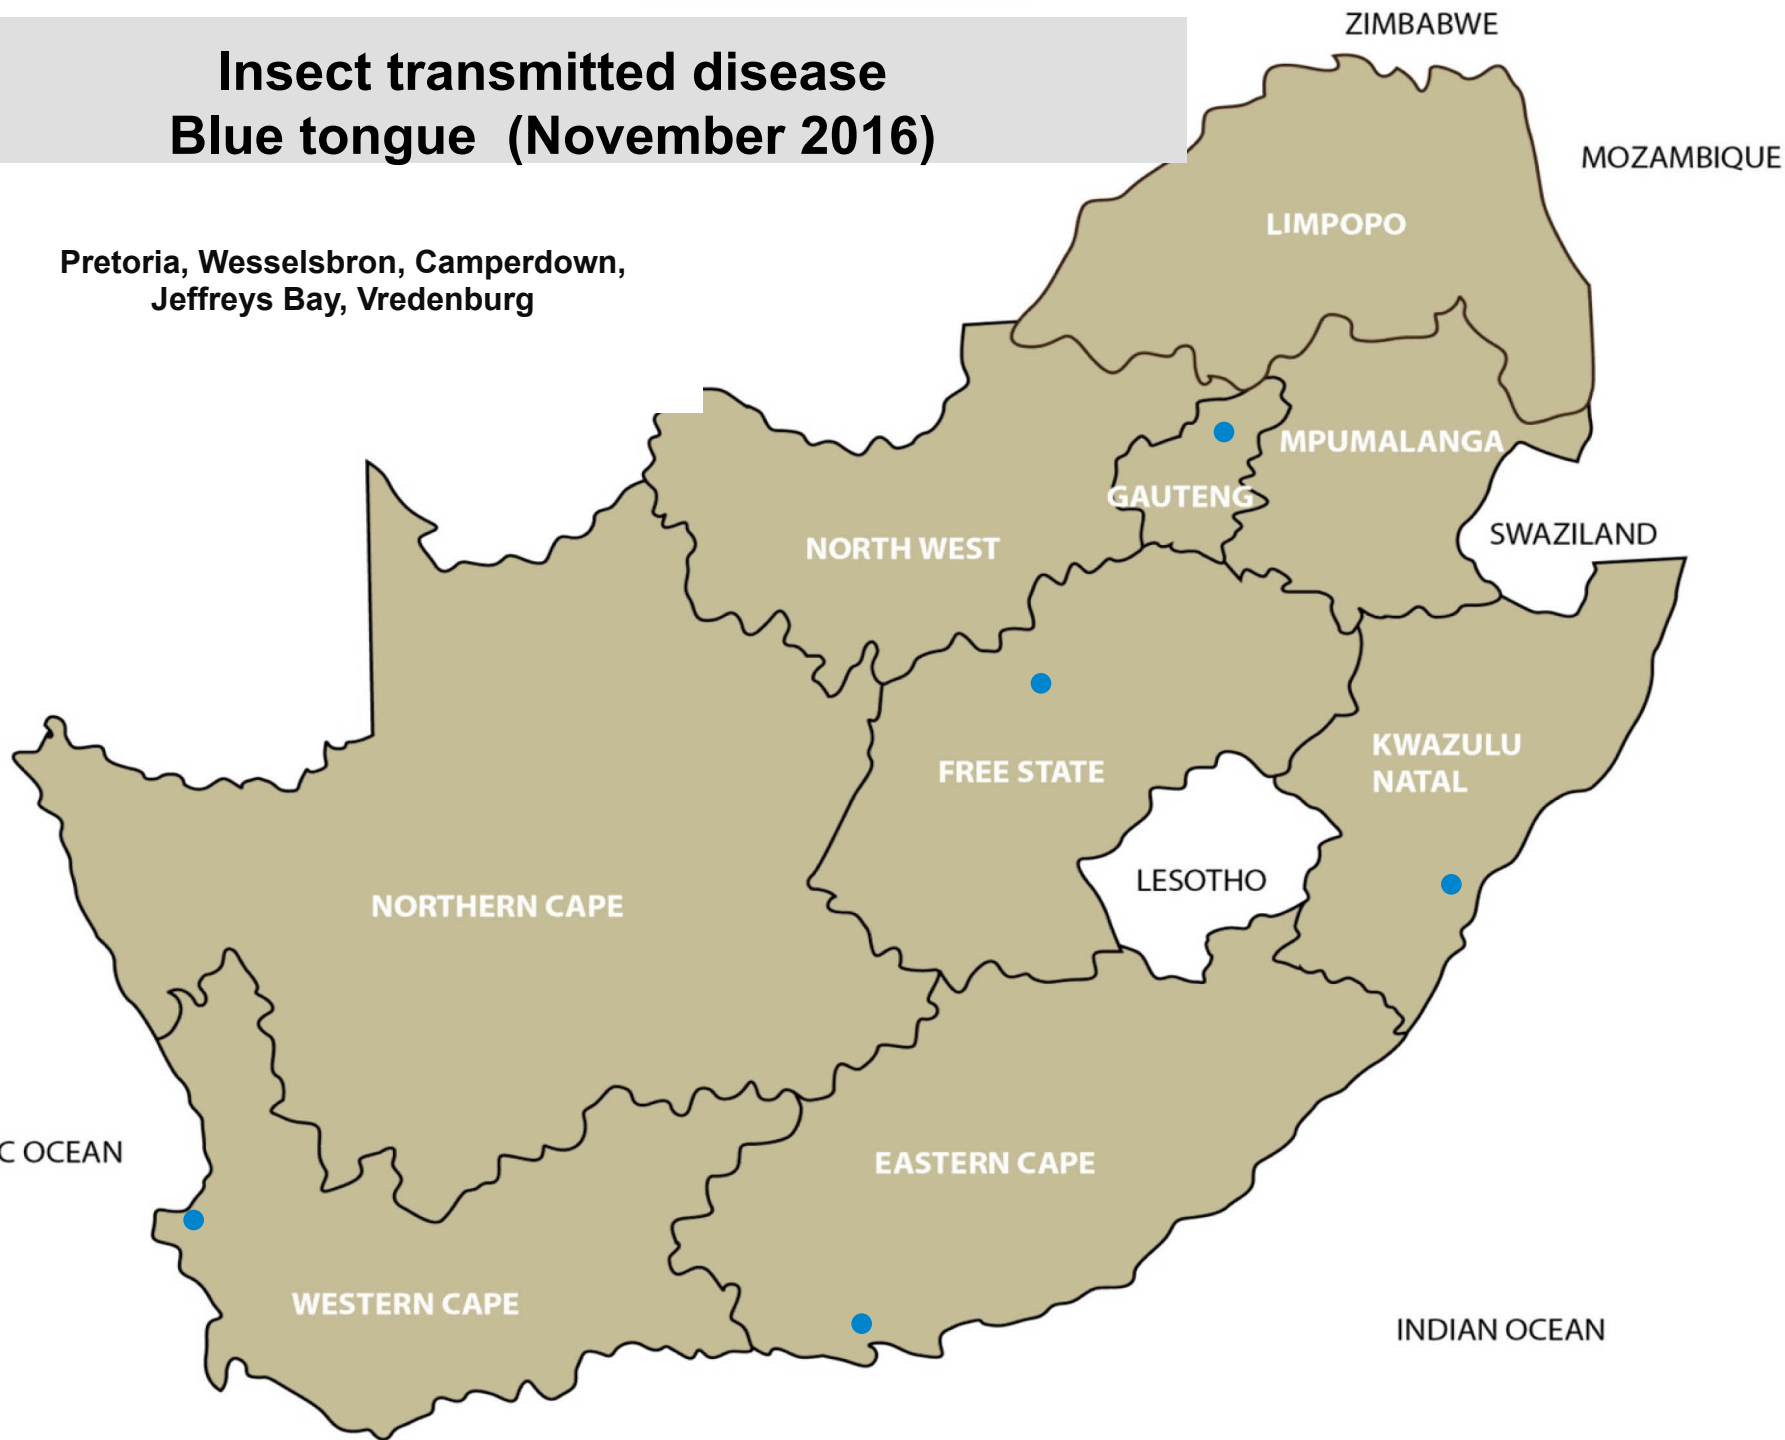 ZIMBABWE
Insect transmitted disease
Blue tongue  (November 2016)
MOZAMBIQUE
LIMPOPO
Pretoria, Wesselsbron, Camperdown,
Jeffreys Bay, Vredenburg
MPUMALANGA
GAUTENG
SWAZILAND
NORTH WEST
KWAZULU
NATAL
FREE STATE
LESOTHO
NORTHERN CAPE
C OCEAN
EASTERN CAPE
WESTERN CAPE
INDIAN OCEAN